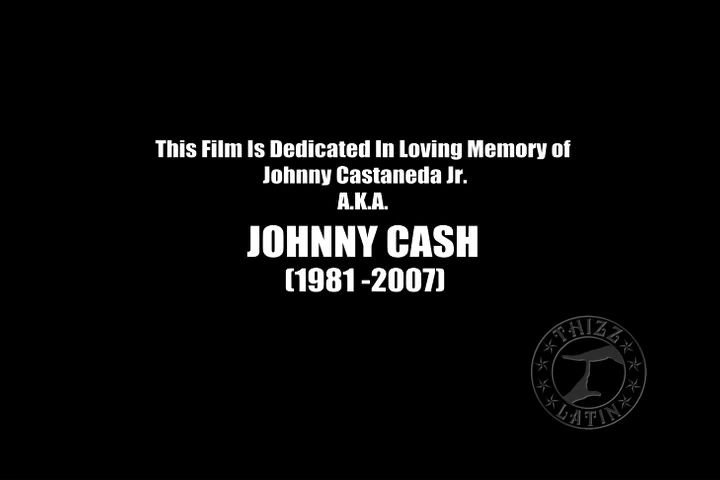 This Film Is Dedicated In Loving Memory of
Johnny Castaneda Jr.
A.K.A.
JOHNNY CASH
(1981 -2007)
THIZZ
LATIN